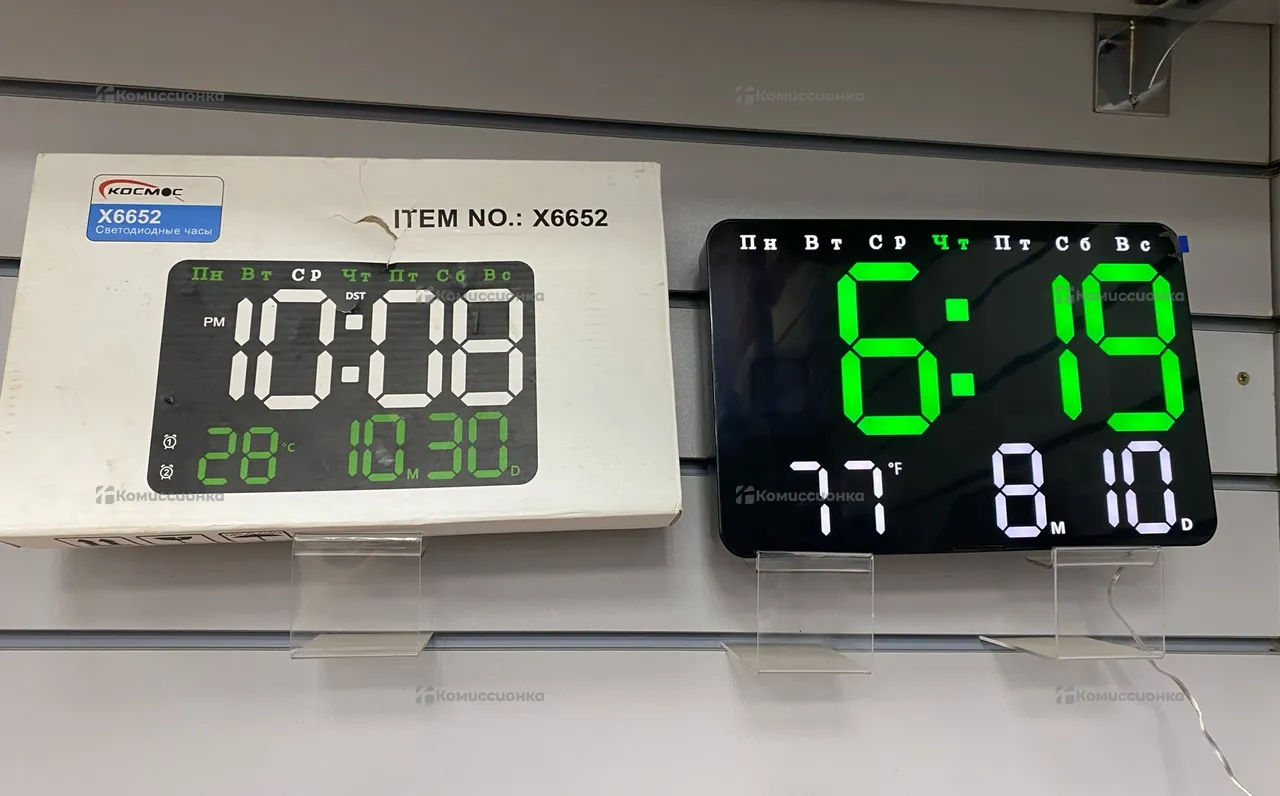 Комиссионка
Комиссионка
КОСМОС
X6652
Светодиодные часы
ITEM NO.: X6652
Пн Вт Ср Чт Пт Сб Вс
DST
Комиссионка
PM 10:08
1
2
28 °C 10 M 30 D
Комиссионка
Пн Вт Ср Чт Пт Сб Вс
6:19
Комиссионка
77 °F 8 M 10 D
Комиссионка
Комиссионка
Комиссионка